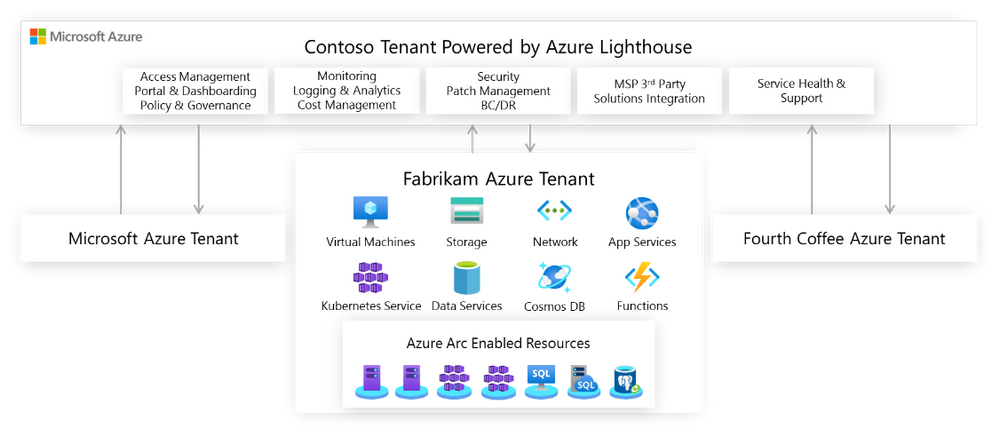 Microsoft Azure
Contoso Tenant Powered by Azure Lighthouse
Access Management
Portal & Dashboarding
Policy & Governance
Monitoring
Logging & Analytics
Cost Management
Security
Patch Management
BC/DR
MSP 3rd Party
Solutions Integration
Service Health &
Support
Microsoft Azure Tenant
Fabrikam Azure Tenant
Virtual Machines
Storage
Network
App Services
Kubernetes Service
Data Services
Cosmos DB
Functions
Azure Arc Enabled Resources
SQL
SQL
Fourth Coffee Azure Tenant